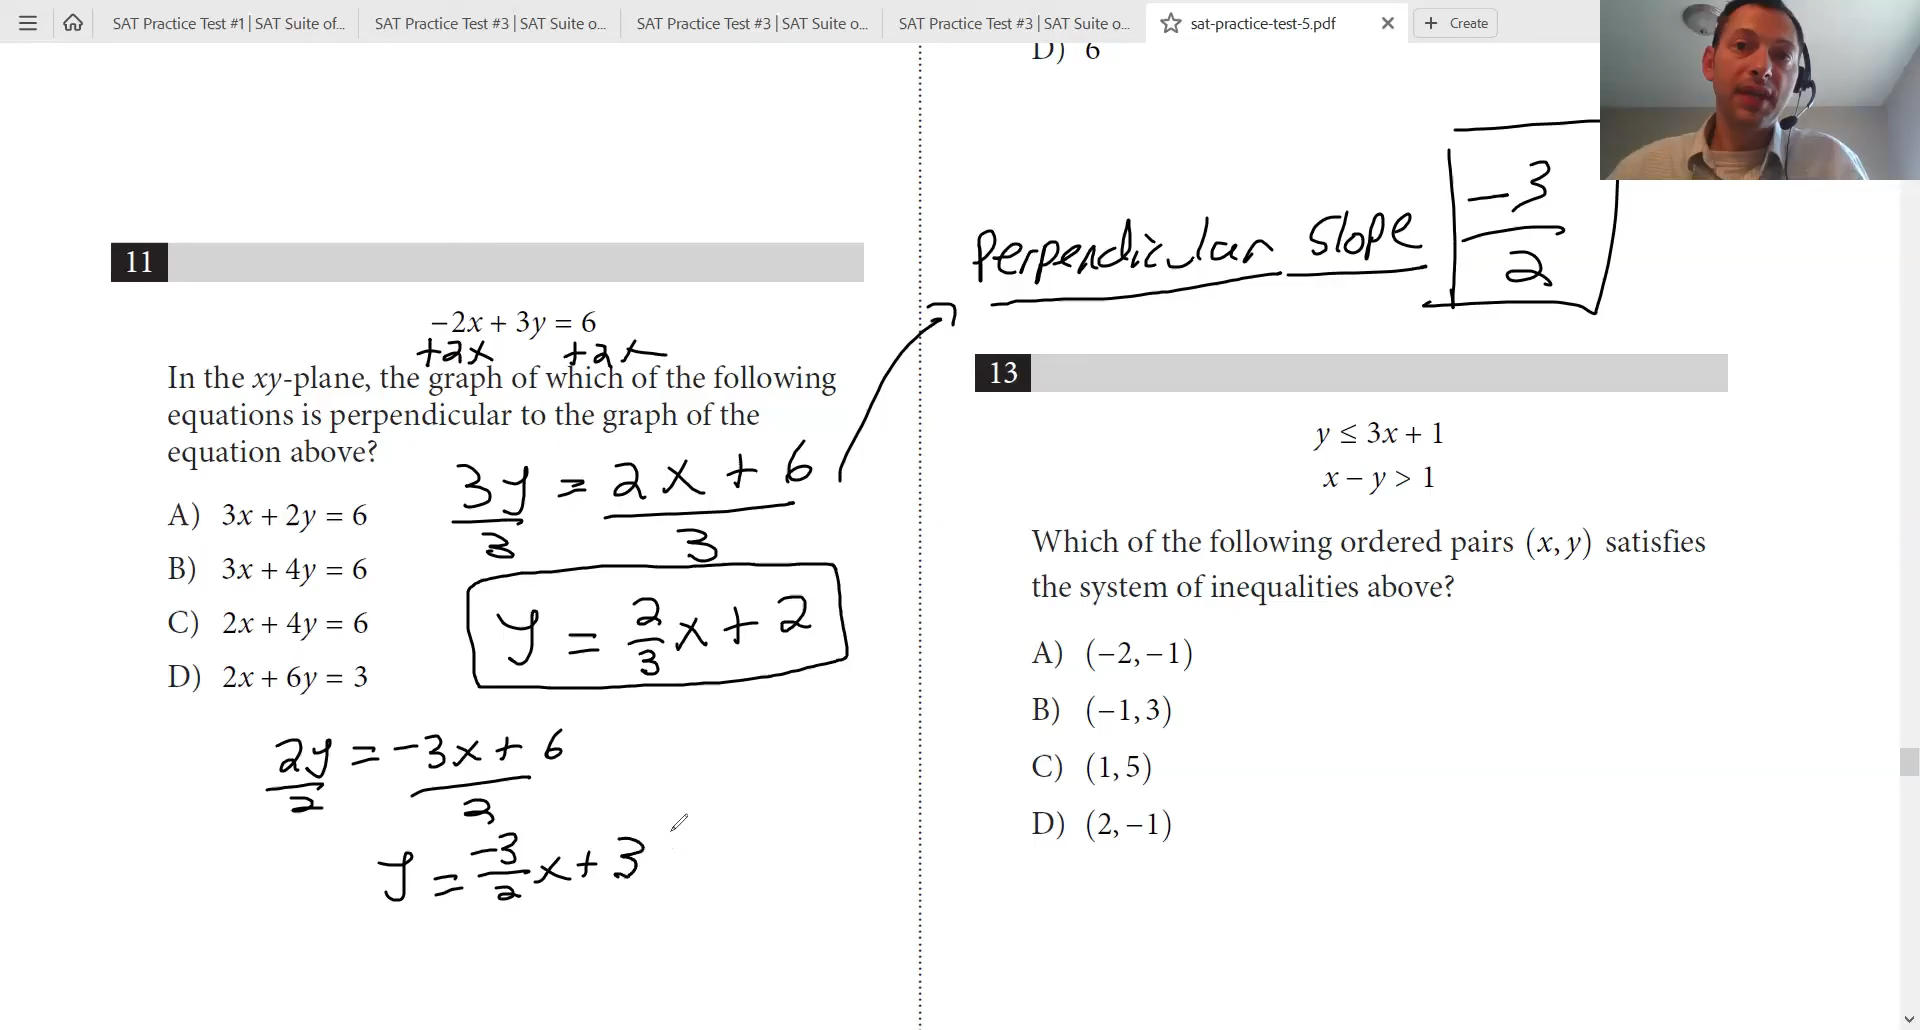 SAT Practice Test #1 | SAT Suite of... SAT Practice Test #3 | SAT Suite o... SAT Practice Test #3 | SAT Suite o... SAT Practice Test #3 | SAT Suite o... sat-practice-test-5.pdf Create
11
−2x + 3y = 6
+2x +2x
In the xy-plane, the graph of which of the following
equations is perpendicular to the graph of the
equation above?
A) 3x + 2y = 6
B) 3x + 4y = 6
C) 2x + 4y = 6
D) 2x + 6y = 3
3y = 2x + 6
3 3
y = 2/3 x + 2
2y = -3x + 6
2 2
y = -3/2 x + 3
D) 6
Perpendicular slope -3/2
13
y ≤ 3x + 1
x − y > 1
Which of the following ordered pairs (x, y) satisfies
the system of inequalities above?
A) (−2, −1)
B) (−1, 3)
C) (1, 5)
D) (2, −1)